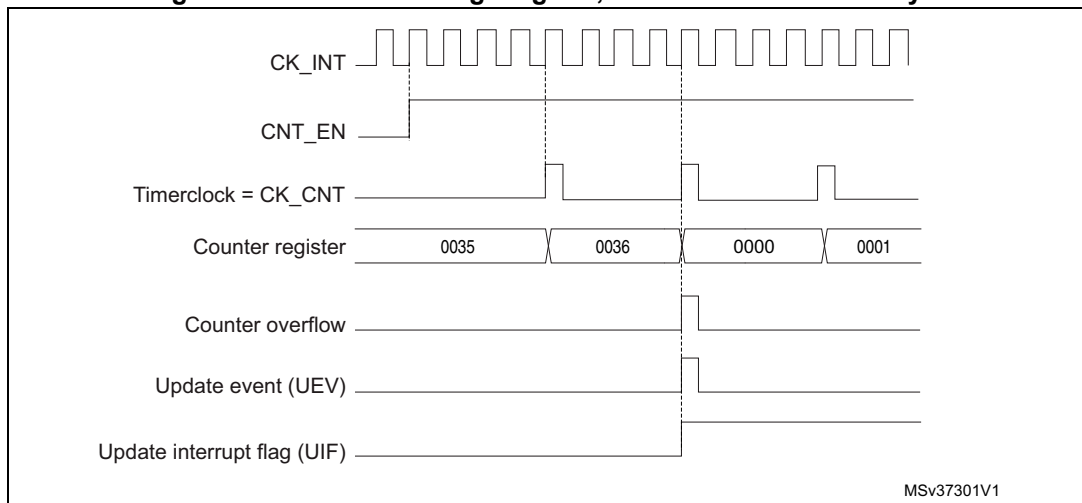 CK_INT
CNT_EN
Timerclock = CK_CNT
Counter register 0035 0036 0000 0001
Counter overflow
Update event (UEV)
Update interrupt flag (UIF)
MSv37301V1